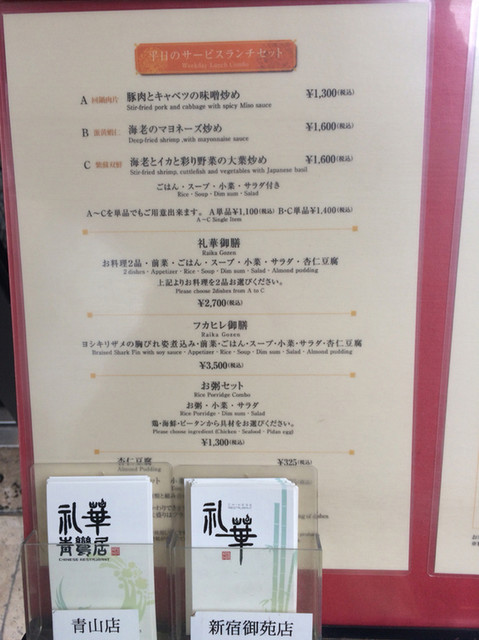 平日のサービスランチセット
Weekday Lunch Combo
A 回鍋肉片 豚肉とキャベツの味噌炒め ¥1,300(税込)
Stir-fried pork and cabbage with spicy Miso sauce
B 海老のマヨネーズ炒め ¥1,600(税込)
Deep-fried shrimp ,with mayonnaise sauce
C 海老とイカと彩り野菜の大葉炒め ¥1,600(税込)
Stir-fried shrimp, cuttlefish and vegetables with Japanese basil
ごはん・スープ・小菜・サラダ付き
Rice・Soup・Dim sum・Salad
A〜Cを単品でもご用意出来ます。 A単品¥1,100(税込) B·C単品¥1,400(税込)
A〜C Single Item
礼華御膳
Raika Gozen
お料理2品・前菜・ごはん・スープ・小菜・サラダ・杏仁豆腐
2 dishes・Appetizer・Rice・Soup・Dim sum・Salad・Almond pudding
上記よりお料理を2品お選びください。
Please choose 2dishes from A to C
¥2,700(税込)
フカヒレ御膳
Raika Gozen
ヨシキリザメの胸びれ姿煮込み・前菜・ごはん・スープ・小菜・サラダ・杏仁豆腐
Braised Shark Fin with soy sauce・Appetizer・Rice・Soup・Dim sum・Salad・Almond pudding
¥3,500(税込)
お粥セット
Rice Porridge Combo
お粥・小菜・サラダ
Rice Porridge・Dim sum・Salad
鶏・海鮮・ピータンから具材をお選びください。
Please choose ingredient (Chicken・Seafood・Pidan egg)
¥1,300(税込)
杏仁豆腐 ¥325(税込)
Almond Pudding
礼華
青鸞居
CHINESE RESTAURANT
礼華
青山店
新宿御苑店